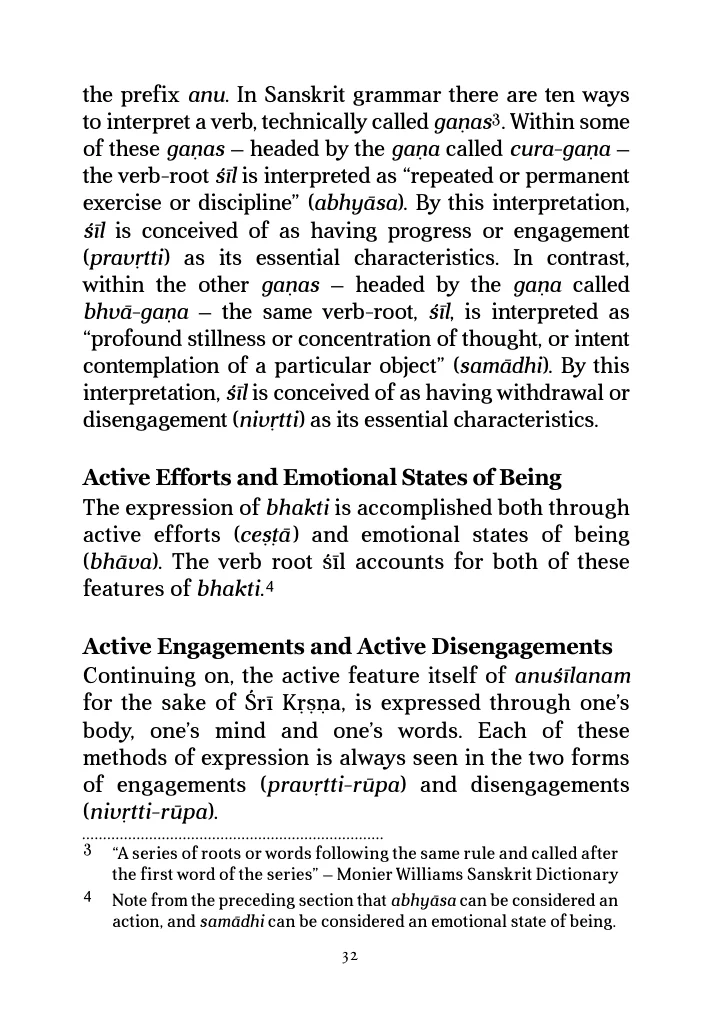 the prefix anu. In Sanskrit grammar there are ten ways
to interpret a verb, technically called gaṇas3. Within some
of these gaṇas – headed by the gaṇa called cura-gaṇa –
the verb-root śīl is interpreted as “repeated or permanent
exercise or discipline” (abhyāsa). By this interpretation,
śīl is conceived of as having progress or engagement
(pravṛtti) as its essential characteristics. In contrast,
within the other gaṇas – headed by the gaṇa called
bhvā-gaṇa – the same verb-root, śīl, is interpreted as
“profound stillness or concentration of thought, or intent
contemplation of a particular object” (samādhi). By this
interpretation, śīl is conceived of as having withdrawal or
disengagement (nivṛtti) as its essential characteristics.
Active Efforts and Emotional States of Being
The expression of bhakti is accomplished both through
active efforts (ceṣṭā) and emotional states of being
(bhāva). The verb root śīl accounts for both of these
features of bhakti.4
Active Engagements and Active Disengagements
Continuing on, the active feature itself of anuśīlanam
for the sake of Śrī Kṛṣṇa, is expressed through one’s
body, one’s mind and one’s words. Each of these
methods of expression is always seen in the two forms
of engagements (pravṛtti-rūpa) and disengagements
(nivṛtti-rūpa).
3 “A series of roots or words following the same rule and called after
the first word of the series” – Monier Williams Sanskrit Dictionary
4 Note from the preceding section that abhyāsa can be considered an
action, and samādhi can be considered an emotional state of being.
32